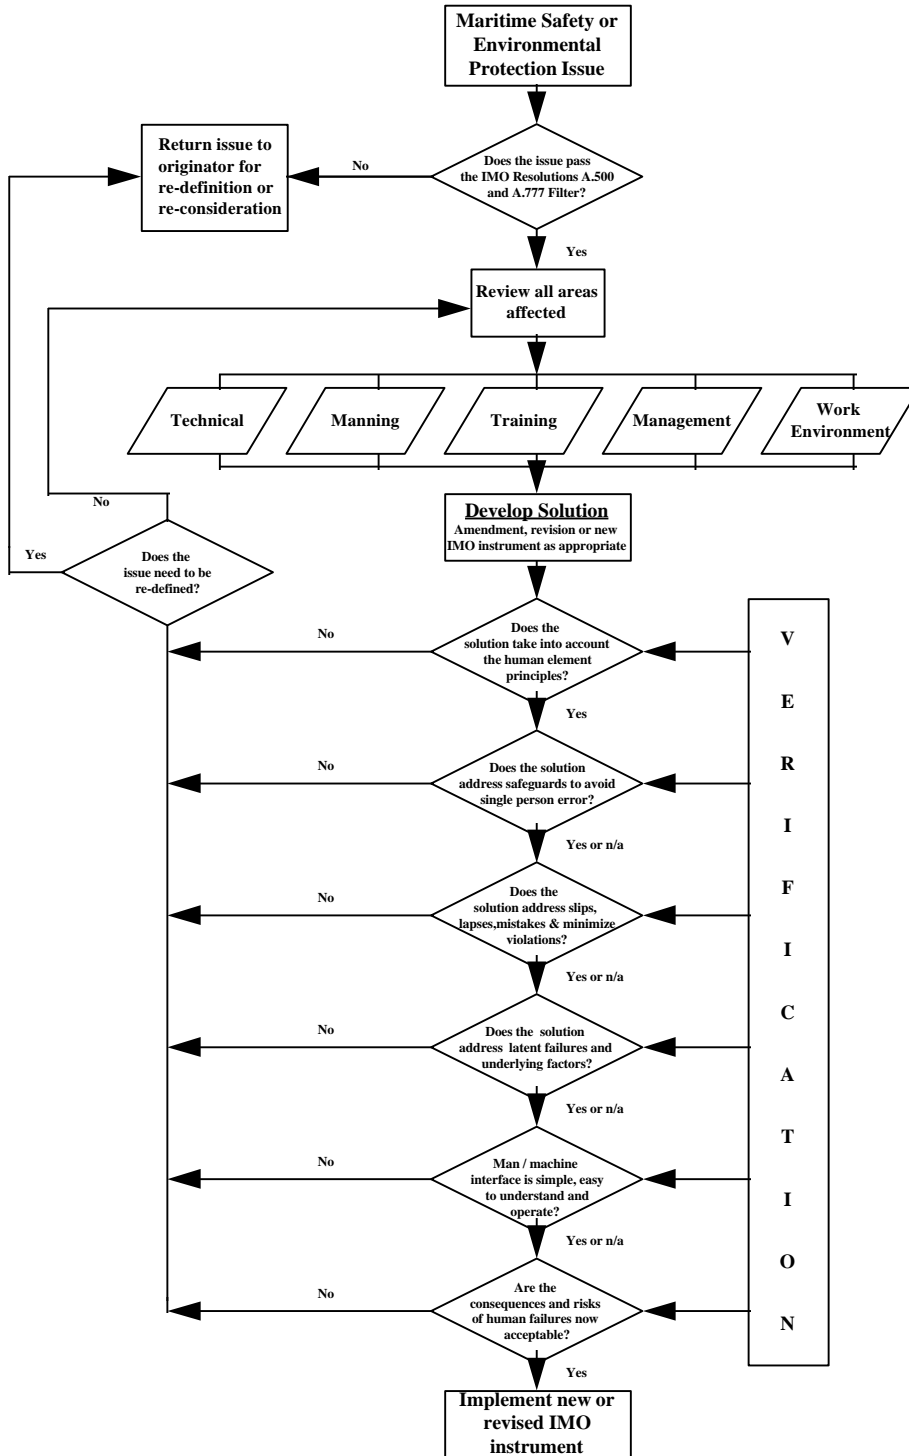 Maritime Safety or
Environmental
Protection Issue
Return issue to
originator for
re-definition or
re-consideration
No
Does the issue pass
the IMO Resolutions A.500
and A.777 Filter?
Yes
Review all areas
affected
Technical
Manning
Training
Management
Work
Environment
No
Develop Solution
Amendment, revision or new
IMO instrument as appropriate
Yes
Does the
issue need to be
re-defined?
No
Does the
solution take into account
the human element
principles?
Yes
No
Does the solution
address safeguards to avoid
single person error?
Yes or n/a
No
Does the
solution address slips,
lapses,mistakes & minimize
violations?
Yes or n/a
No
Does the solution
address latent failures and
underlying factors?
Yes or n/a
No
Man / machine
interface is simple, easy
to understand and
operate?
Yes or n/a
No
Are the
consequences and risks
of human failures now
acceptable?
Yes
Implement new or
revised IMO
instrument
V
E
R
I
F
I
C
A
T
I
O
N